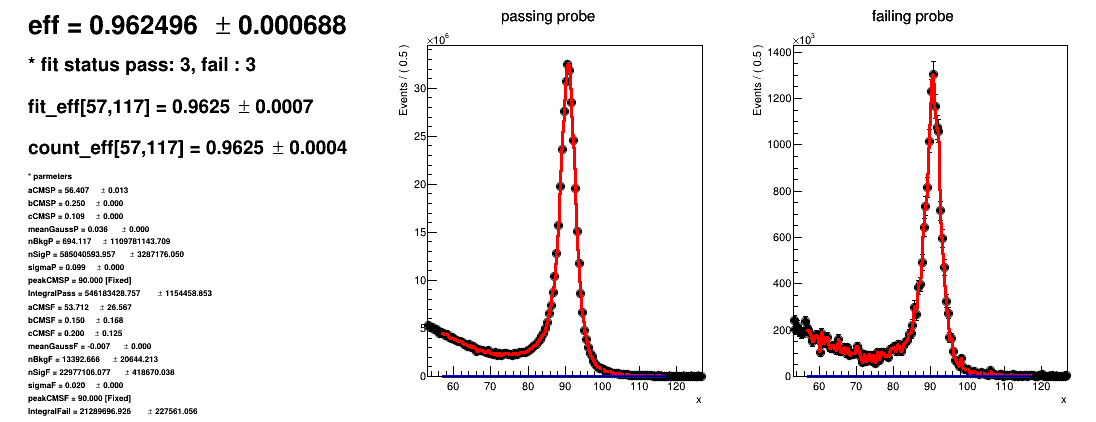 eff = 0.962496 ± 0.000688
* fit status pass: 3, fail : 3
fit_eff[57,117] = 0.9625 ± 0.0007
count_eff[57,117] = 0.9625 ± 0.0004
* parmeters
aCMSP = 56.407 ± 0.013
bCMSP = 0.250 ± 0.000
cCMSP = 0.109 ± 0.000
meanGaussP = 0.036 ± 0.000
nBkgP = 694.117 ± 1109781143.709
nSigP = 585040593.957 ± 3287176.050
sigmaP = 0.099 ± 0.000
peakCMSP = 90.000 [Fixed]
IntegralPass = 546183428.757 ± 1154458.853
aCMSF = 53.712 ± 26.567
bCMSF = 0.150 ± 0.168
cCMSF = 0.200 ± 0.125
meanGaussF = -0.007 ± 0.000
nBkgF = 13392.666 ± 20644.213
nSigF = 22977106.077 ± 418670.038
sigmaF = 0.020 ± 0.000
peakCMSF = 90.000 [Fixed]
IntegralFail = 21289696.926 ± 227561.056
passing probe
×10⁶
Events / ( 0.5 )
30
25
20
15
10
5
0
60 70 80 90 100 110 120
x
failing probe
×10³
Events / ( 0.5 )
1400
1200
1000
800
600
400
200
0
60 70 80 90 100 110 120
x